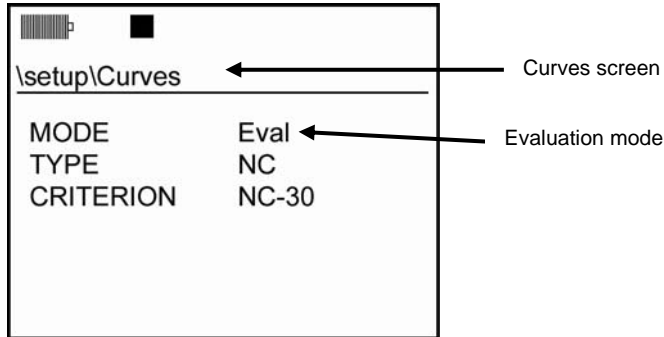 \setup\Curves
Curves screen
MODE Eval
Evaluation mode
TYPE NC
CRITERION NC-30